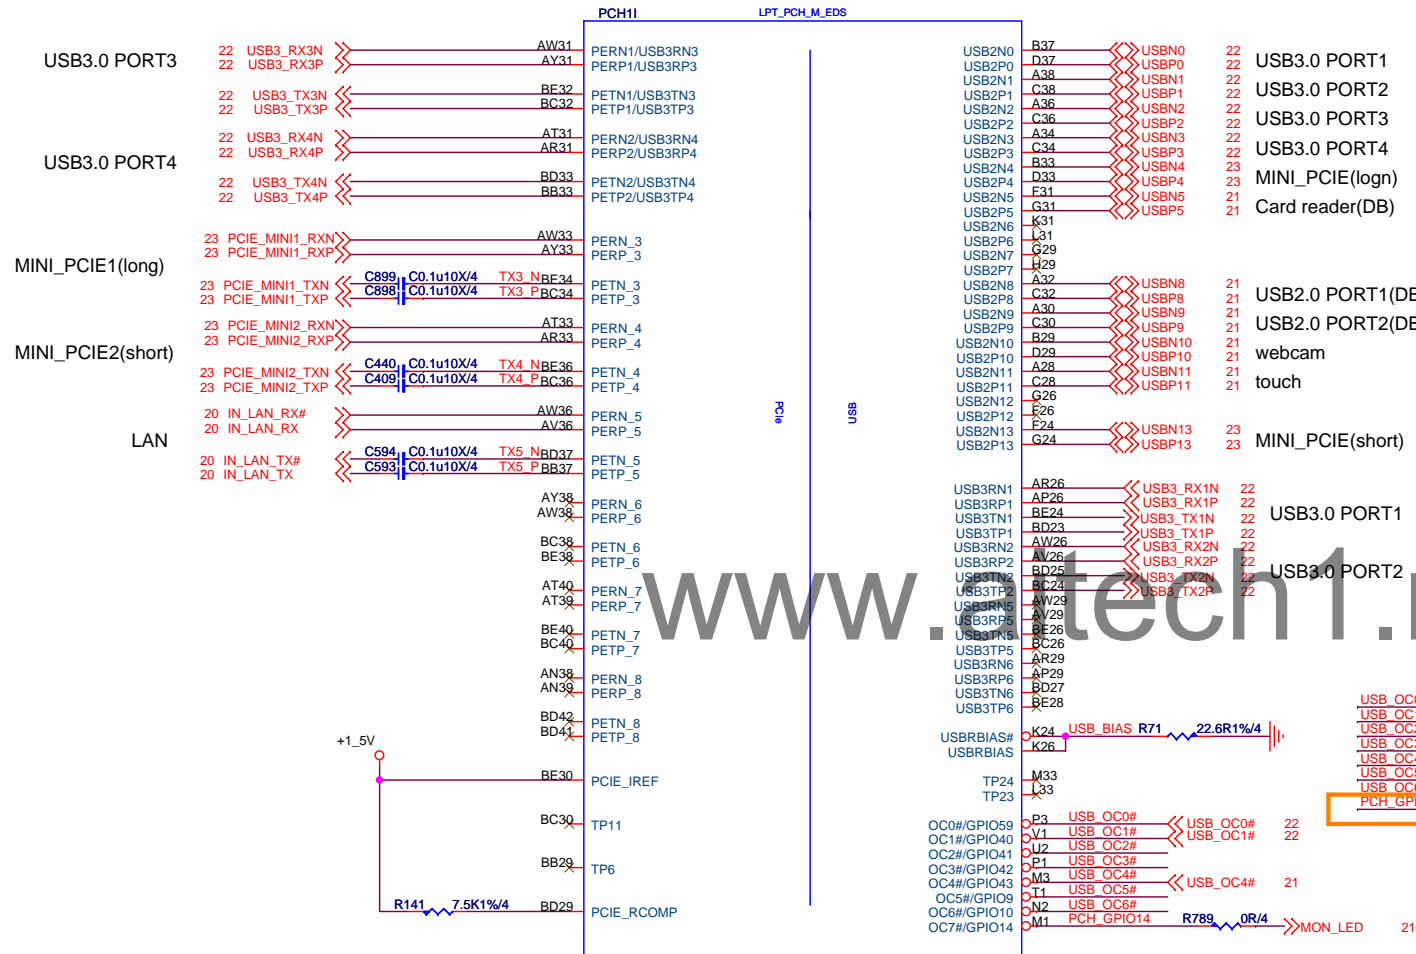 PCH1I
LPT_PCH_M_EDS
USB3.0 PORT3
22 USB3_RX3N AW31 PERN1/USB3RN3
22 USB3_RX3P AY31 PERP1/USB3RP3
22 USB3_TX3N BE32 PETN1/USB3TN3
22 USB3_TX3P BC32 PETP1/USB3TP3
USB3.0 PORT4
22 USB3_RX4N AT31 PERN2/USB3RN4
22 USB3_RX4P AR31 PERP2/USB3RP4
22 USB3_TX4N BD33 PETN2/USB3TN4
22 USB3_TX4P BB33 PETP2/USB3TP4
MINI_PCIE1(long)
23 PCIE_MINI1_RXN AW33 PERN_3
23 PCIE_MINI1_RXP AY33 PERP_3
23 PCIE_MINI1_TXN C899 C0.1u10X/4 TX3_N BE34 PETN_3
23 PCIE_MINI1_TXP C898 C0.1u10X/4 TX3_P BC34 PETP_3
MINI_PCIE2(short)
23 PCIE_MINI2_RXN AT33 PERN_4
23 PCIE_MINI2_RXP AR33 PERP_4
23 PCIE_MINI2_TXN C440 C0.1u10X/4 TX4_N BE36 PETN_4
23 PCIE_MINI2_TXP C409 C0.1u10X/4 TX4_P BC36 PETP_4
LAN
20 IN_LAN_RX# AW36 PERN_5
20 IN_LAN_RX AV36 PERP_5
20 IN_LAN_TX# C594 C0.1u10X/4 TX5_N BD37 PETN_5
20 IN_LAN_TX C593 C0.1u10X/4 TX5_P BB37 PETP_5
AY38 PERN_6
AW38 PERP_6
BC38 PETN_6
BE38 PETP_6
AT40 PERN_7
AT39 PERP_7
BE40 PETN_7
BC40 PETP_7
AN38 PERN_8
AN39 PERP_8
BD42 PETN_8
BD41 PETP_8
+1_5V
BE30 PCIE_IREF
BC30 TP11
BB29 TP6
R141 7.5K1%/4 BD29 PCIE_RCOMP
PCIe
USB
USB2N0 B37 USBN0 22
USB2P0 D37 USBP0 22 USB3.0 PORT1
USB2N1 A38 USBN1 22
USB2P1 C38 USBP1 22 USB3.0 PORT2
USB2N2 A36 USBN2 22
USB2P2 C36 USBP2 22 USB3.0 PORT3
USB2N3 A34 USBN3 22
USB2P3 C34 USBP3 22 USB3.0 PORT4
USB2N4 B33 USBN4 23
USB2P4 D33 USBP4 23 MINI_PCIE(logn)
USB2N5 F31 USBN5 21
USB2P5 G31 USBP5 21 Card reader(DB)
USB2N6 K31
USB2P6 L31
USB2N7 G29
USB2P7 H29
USB2N8 A32 USBN8 21
USB2P8 C32 USBP8 21 USB2.0 PORT1(DB
USB2N9 A30 USBN9 21
USB2P9 C30 USBP9 21 USB2.0 PORT2(DB
USB2N10 B29 USBN10 21
USB2P10 D29 USBP10 21 webcam
USB2N11 A28 USBN11 21
USB2P11 C28 USBP11 21 touch
USB2N12 G26
USB2P12 F26
USB2N13 F24 USBN13 23
USB2P13 G24 USBP13 23 MINI_PCIE(short)
USB3RN1 AR26 USB3_RX1N 22
USB3RP1 AP26 USB3_RX1P 22
USB3TN1 BE24 USB3_TX1N 22 USB3.0 PORT1
USB3TP1 BD23 USB3_TX1P 22
USB3RN2 AW26 USB3_RX2N 22
USB3RP2 AV26 USB3_RX2P 22
USB3TN2 BD25 USB3_TX2N 22 USB3.0 PORT2
USB3TP2 BC24 USB3_TX2P 22
USB3RN5 AW29
USB3RP5 AV29
USB3TN5 BE26
USB3TP5 BC26
USB3RN6 AR29
USB3RP6 AP29
USB3TN6 BD27
USB3TP6 BE28
USBRBIAS# K24 USB_BIAS R71 22.6R1%/4
USBRBIAS K26
TP24 M33
TP23 L33
OC0#/GPIO59 P3 USB_OC0# USB_OC0# 22
OC1#/GPIO40 V1 USB_OC1# USB_OC1# 22
OC2#/GPIO41 U2 USB_OC2#
OC3#/GPIO42 P1 USB_OC3#
OC4#/GPIO43 M3 USB_OC4# USB_OC4# 21
OC5#/GPIO9 T1 USB_OC5#
OC6#/GPIO10 N2 USB_OC6#
OC7#/GPIO14 M1 PCH_GPIO14 R789 0R/4 MON_LED 21
USB_OC0
USB_OC1
USB_OC2
USB_OC3
USB_OC4
USB_OC5
USB_OC6
PCH_GPI
www.altech1.